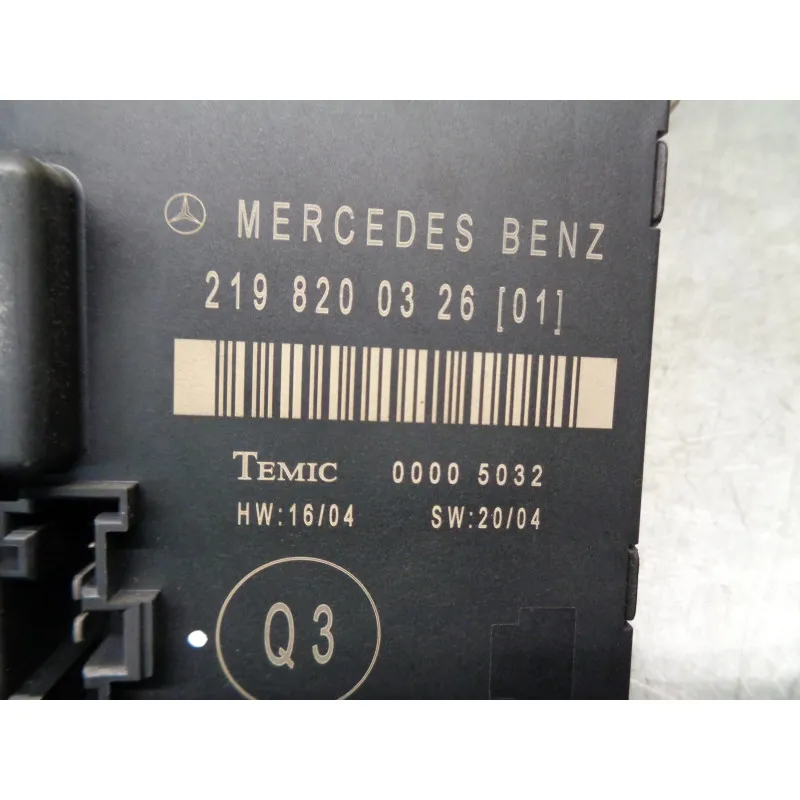 MERCEDES BENZ
219 820 03 26 [01]
TEMIC 0000 5032
HW:16/04 SW:20/04
Q3